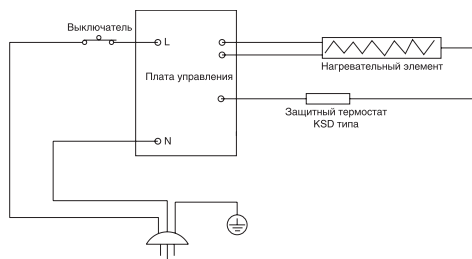 Выключатель
L
Плата управления
Нагревательный элемент
Защитный термостат
KSD типа
N